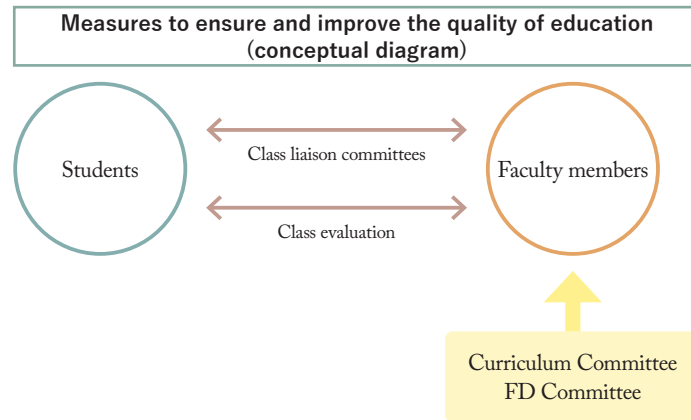 Measures to ensure and improve the quality of education
(conceptual diagram)
Students
Class liaison committees
Faculty members
Class evaluation
Curriculum Committee
FD Committee